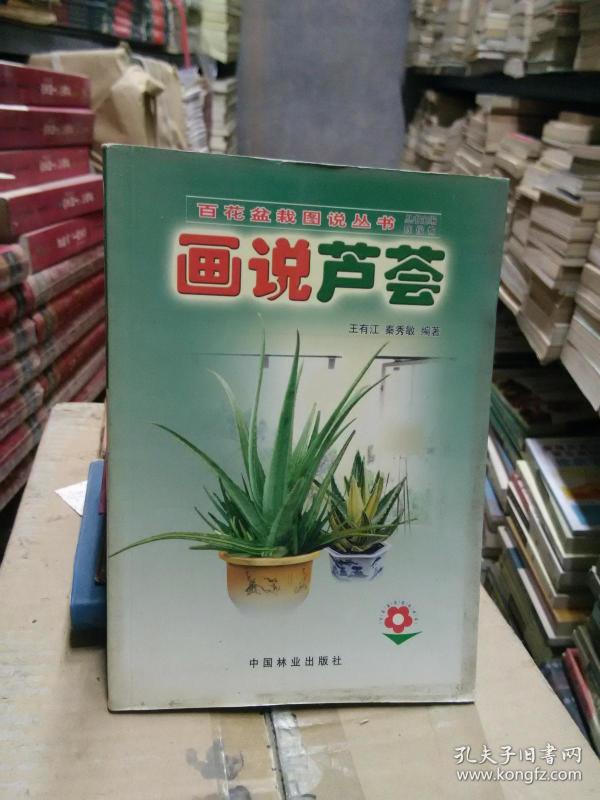 百花盆栽图说丛书
画说芦荟
王有江 秦秀敏 编著
中国林业出版社
孔夫子旧书网
www.kongfz.com